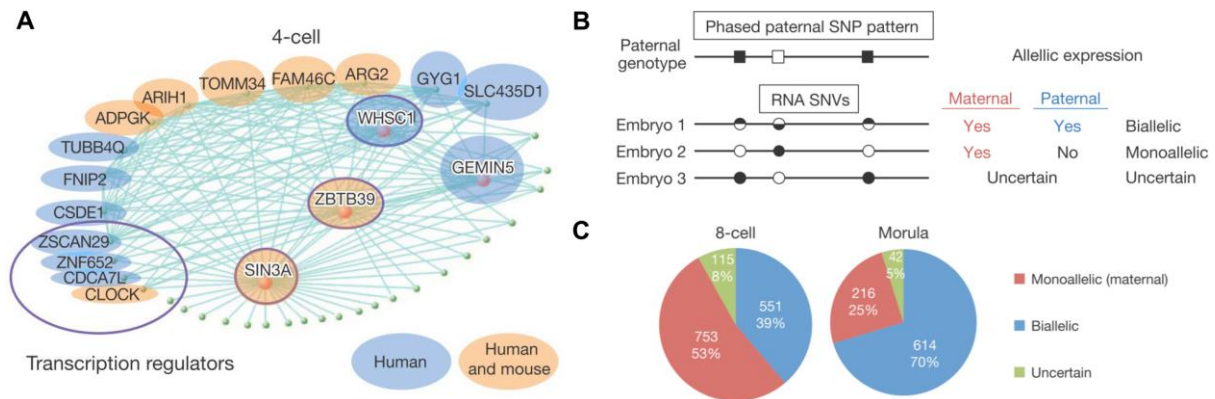 A
4-cell
ARG2
FAM46C
TOMM34
ARIH1
ADPGK
TUBB4Q
FNIP2
CSDE1
ZSCAN29
ZNF652
CDCA7L
CLOCK
GYG1
SLC435D1
WHSC1
GEMIN5
ZBTB39
SIN3A
Transcription regulators
Human
Human
and mouse
B
Phased paternal SNP pattern
Paternal
genotype
Allellic expression
RNA SNVs
Maternal
Paternal
Embryo 1
Yes
Yes
Biallelic
Embryo 2
Yes
No
Monoallelic
Embryo 3
Uncertain
Uncertain
C
8-cell
115
8%
551
39%
753
53%
Morula
42
5%
216
25%
614
70%
Monoallelic (maternal)
Biallelic
Uncertain